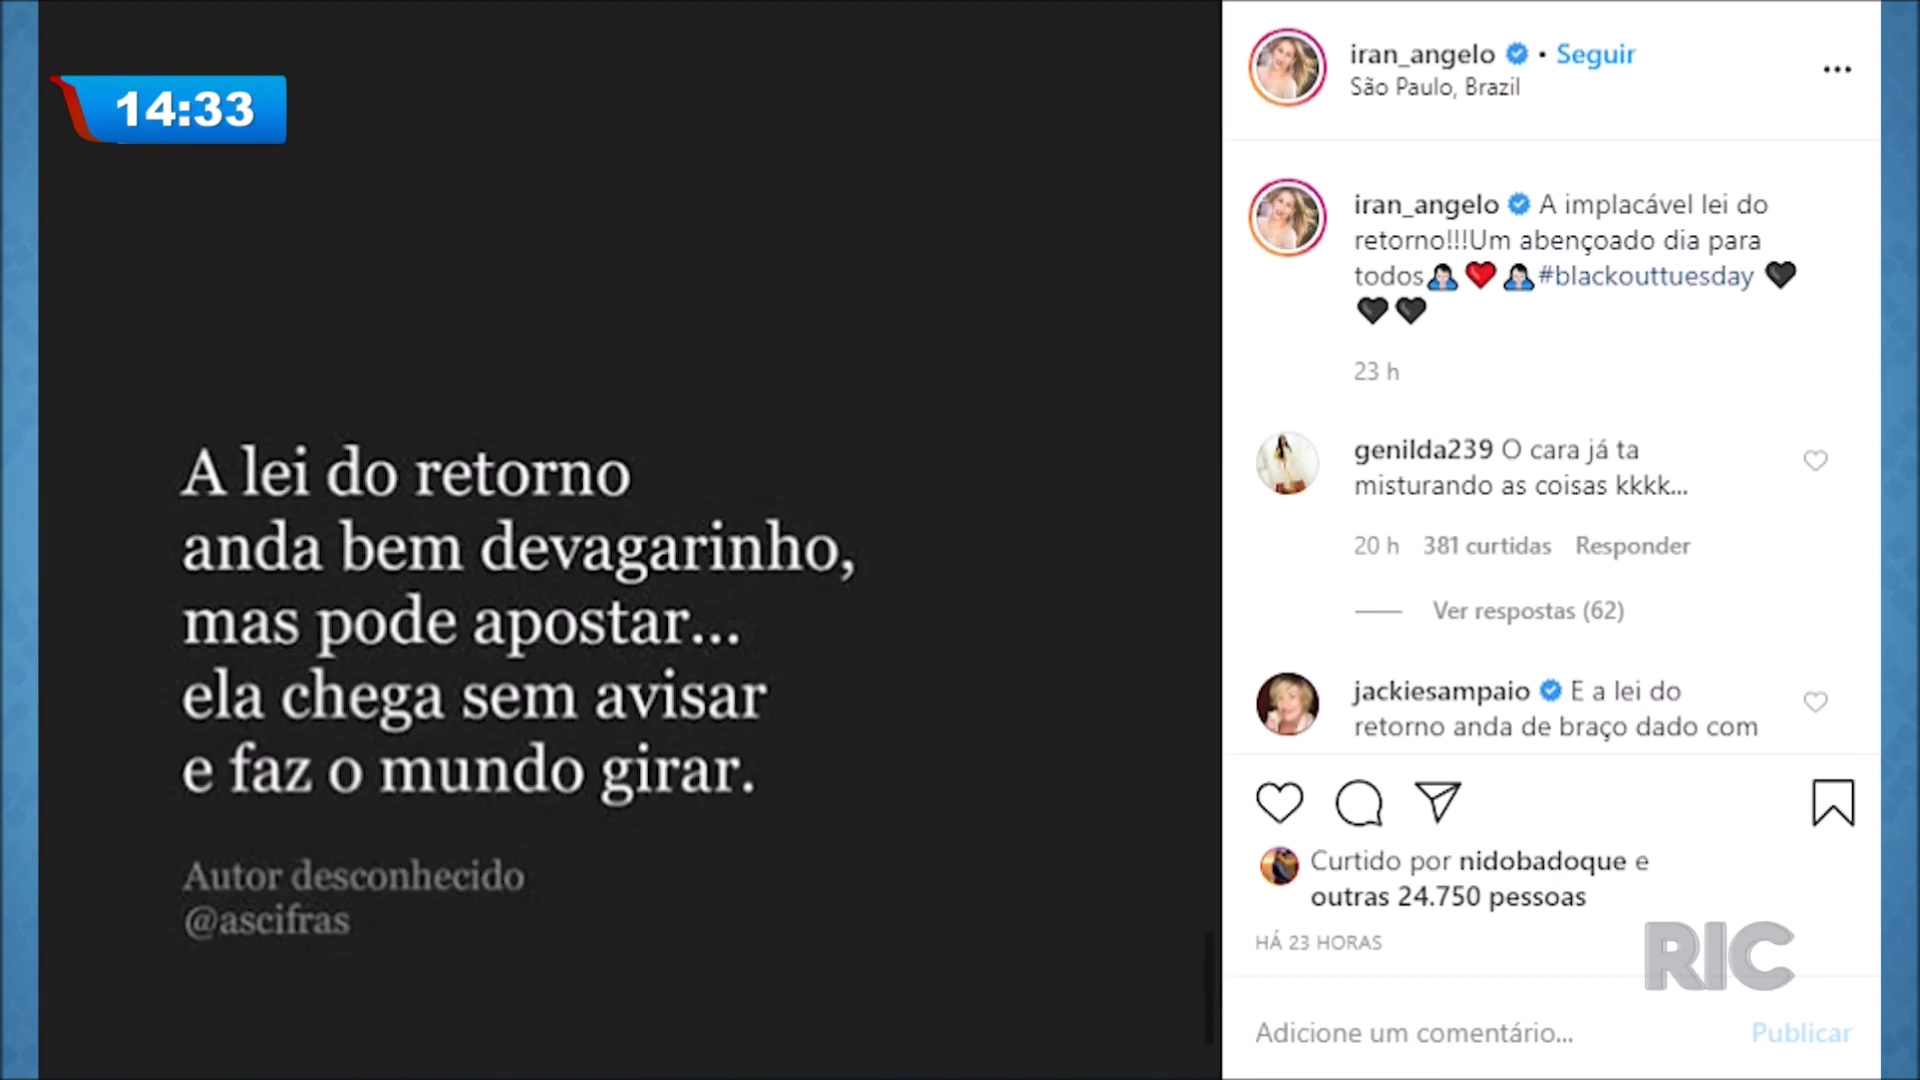 14:33
A lei do retorno
anda bem devagarinho,
mas pode apostar...
ela chega sem avisar
e faz o mundo girar.
Autor desconhecido
@ascifras
iran_angelo • Seguir
São Paulo, Brazil
iran_angelo A implacável lei do
retorno!!!Um abençoado dia para
todos🙇🏻❤️🙇🏻#blackouttuesday 🖤
🖤🖤
23 h
genilda239 O cara já ta
misturando as coisas kkkk...
20 h 381 curtidas Responder
Ver respostas (62)
jackiesampaio E a lei do
retorno anda de braço dado com
Curtido por nidobadoque e
outras 24.750 pessoas
HÁ 23 HORAS
RIC
Adicione um comentário... Publicar